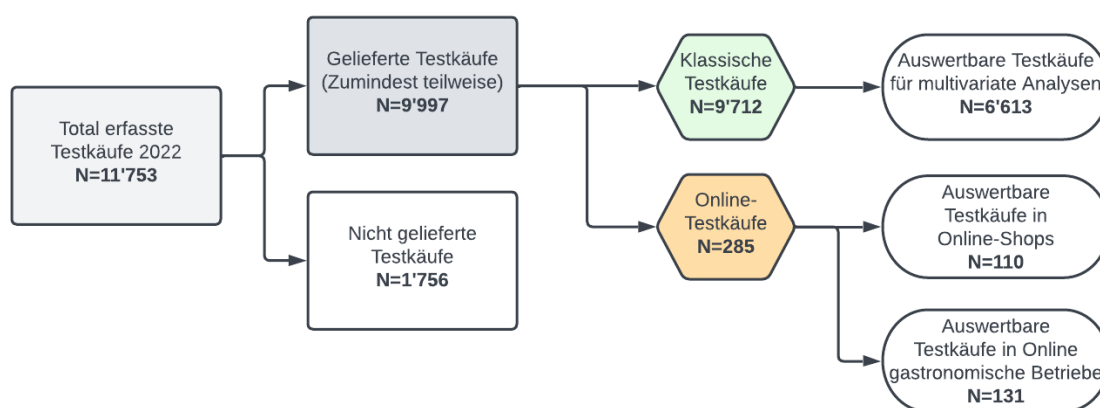 Total erfasste
Testkäufe 2022
N=11'753
Gelieferte Testkäufe
(Zumindest teilweise)
N=9'997
Nicht gelieferte
Testkäufe
N=1'756
Klassische
Testkäufe
N=9'712
Online-
Testkäufe
N=285
Auswertbare Testkäufe
für multivariate Analysen
N=6'613
Auswertbare
Testkäufe in
Online-Shops
N=110
Auswertbare
Testkäufe in Online
gastronomische Betriebe
N=131